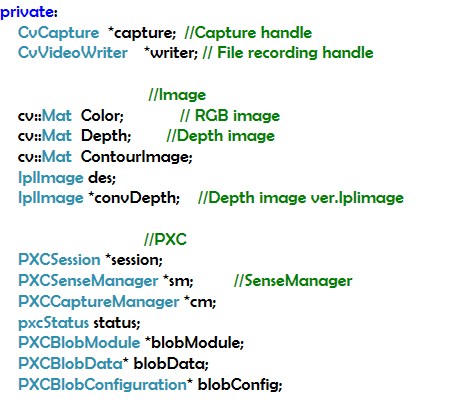 private:
CvCapture *capture; //Capture handle
CvVideoWriter *writer; // File recording handle
//Image
cv::Mat Color; // RGB image
cv::Mat Depth; //Depth image
cv::Mat ContourImage;
IplImage des;
IplImage *convDepth; //Depth image ver.Iplimage
//PXC
PXCSession *session;
PXCSenseManager *sm; //SenseManager
PXCCaptureManager *cm;
pxcStatus status;
PXCBlobModule *blobModule;
PXCBlobData* blobData;
PXCBlobConfiguration* blobConfig;